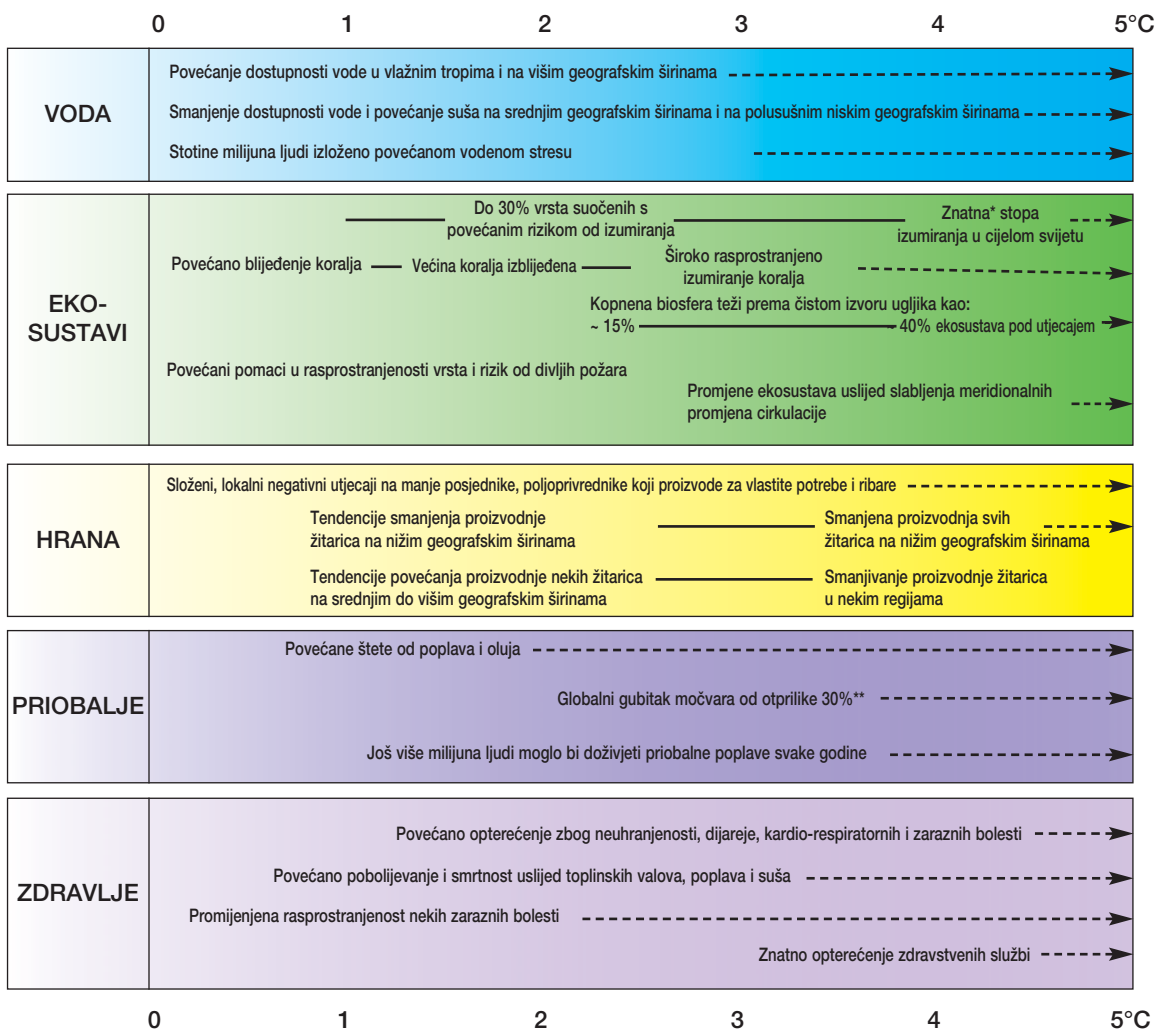 0 1 2 3 4 5°C
VODA
Povećanje dostupnosti vode u vlažnim tropima i na višim geografskim širinama
Smanjenje dostupnosti vode i povećanje suša na srednjim geografskim širinama i na polusušnim niskim geografskim širinama
Stotine milijuna ljudi izloženo povećanom vodenom stresu
EKO-
SUSTAVI
Do 30% vrsta suočenih s
povećanim rizikom od izumiranja
Znatna* stopa
izumiranja u cijelom svijetu
Povećano blijeđenje koralja
Većina koralja izblijeđena
Široko rasprostranjeno
izumiranje koralja
Kopnena biosfera teži prema čistom izvoru ugljika kao:
~ 15%
~ 40% ekosustava pod utjecajem
Povećani pomaci u rasprostranjenosti vrsta i rizik od divljih požara
Promjene ekosustava uslijed slabljenja meridionalnih
promjena cirkulacije
HRANA
Složeni, lokalni negativni utjecaji na manje posjednike, poljoprivrednike koji proizvode za vlastite potrebe i ribare
Tendencije smanjenja proizvodnje
žitarica na nižim geografskim širinama
Smanjena proizvodnja svih
žitarica na nižim geografskim širinama
Tendencije povećanja proizvodnje nekih žitarica
na srednjim do višim geografskim širinama
Smanjivanje proizvodnje žitarica
u nekim regijama
PRIOBALJE
Povećane štete od poplava i oluja
Globalni gubitak močvara od otprilike 30%**
Još više milijuna ljudi moglo bi doživjeti priobalne poplave svake godine
ZDRAVLJE
Povećano opterećenje zbog neuhranjenosti, dijareje, kardio-respiratornih i zaraznih bolesti
Povećano pobolijevanje i smrtnost uslijed toplinskih valova, poplava i suša
Promijenjena rasprostranjenost nekih zaraznih bolesti
Znatno opterećenje zdravstvenih službi
0 1 2 3 4 5°C